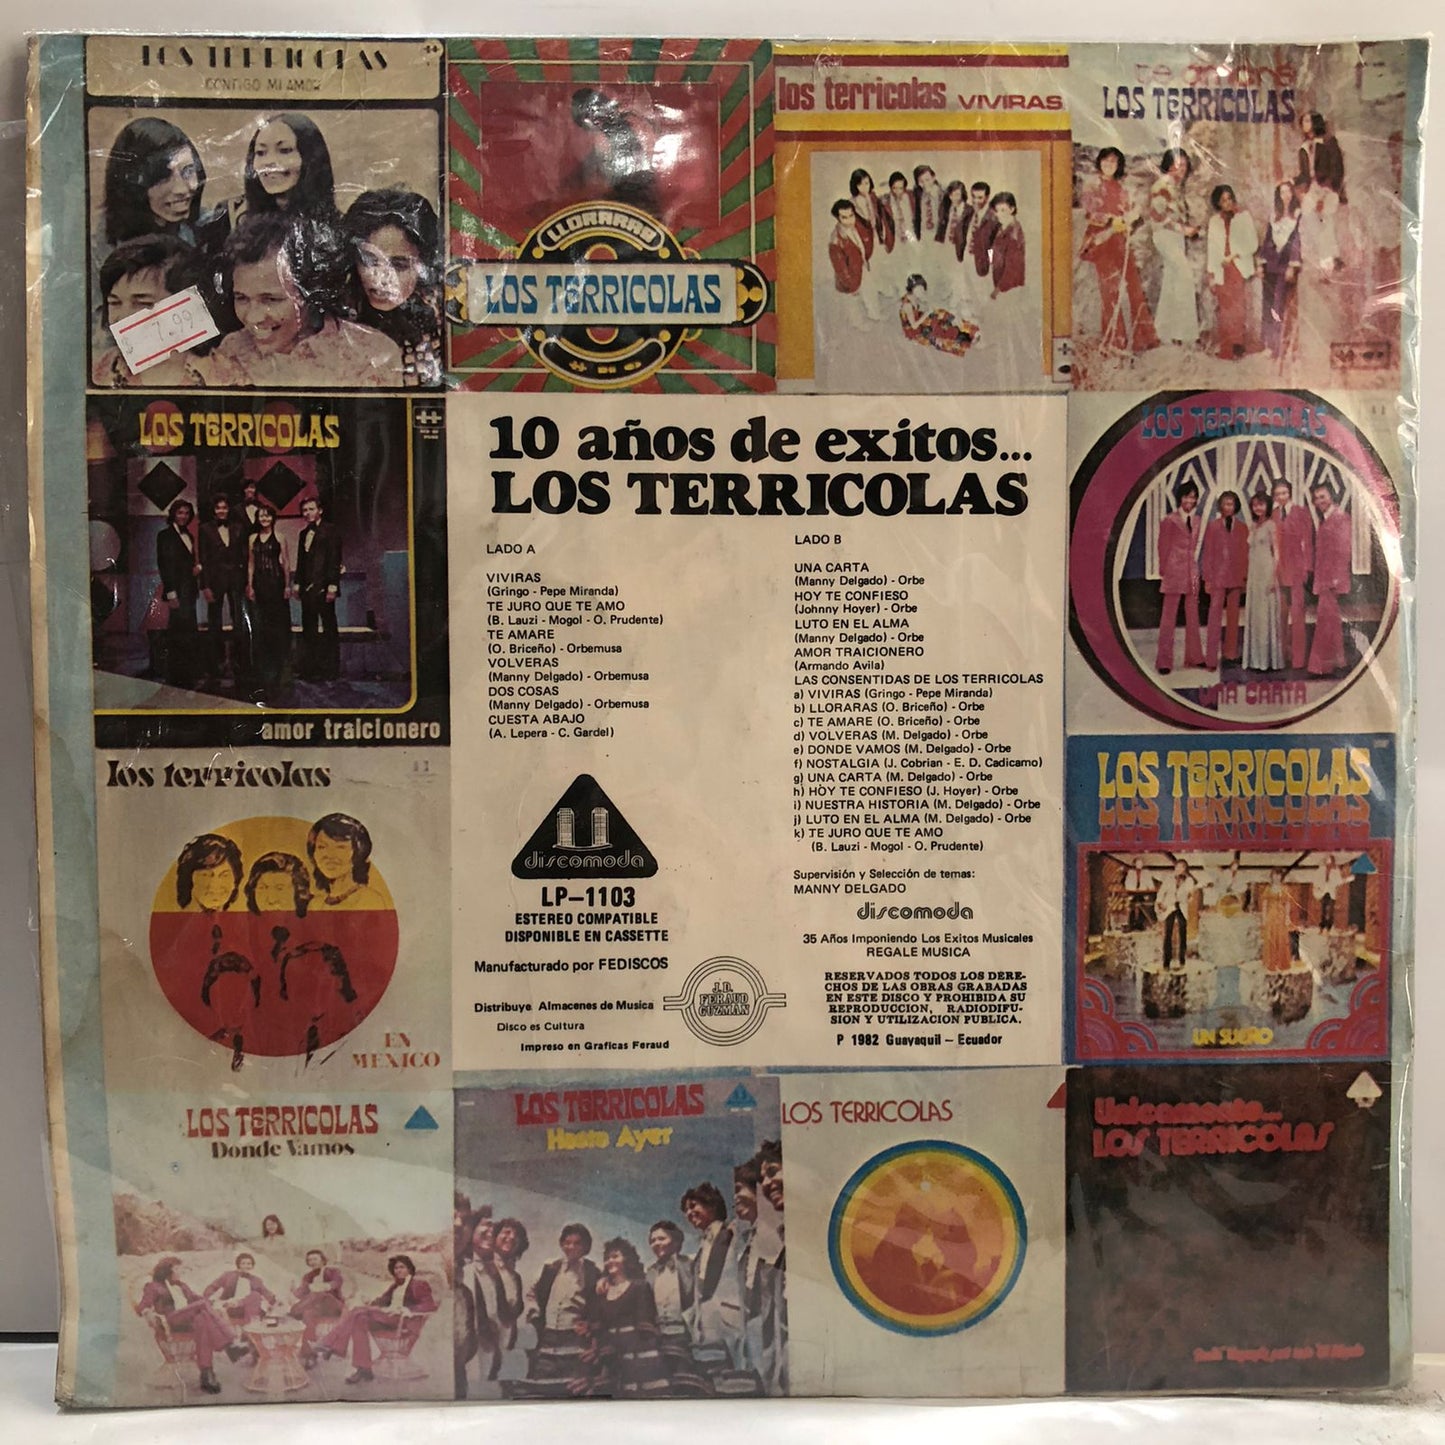 LOS TERRICOLAS
CONTIGO MI AMOR
$ 7.99
LLORARAS
LOS TERRICOLAS
los terricolas VIVIRAS
te amaré
LOS TERRICOLAS
LOS TERRICOLAS
amor traicionero
10 años de exitos...
LOS TERRICOLAS
LADO A
VIVIRAS
(Gringo - Pepe Miranda)
TE JURO QUE TE AMO
(B. Lauzi - Mogol - O. Prudente)
TE AMARE
(O. Briceño) - Orbemusa
VOLVERAS
(Manny Delgado) - Orbemusa
DOS COSAS
(Manny Delgado) - Orbemusa
CUESTA ABAJO
(A. Lepera - C. Gardel)
LADO B
UNA CARTA
(Manny Delgado) - Orbe
HOY TE CONFIESO
(Johnny Hoyer) - Orbe
LUTO EN EL ALMA
(Manny Delgado) - Orbe
AMOR TRAICIONERO
(Armando Avila)
LAS CONSENTIDAS DE LOS TERRICOLAS
a) VIVIRAS (Gringo - Pepe Miranda)
b) LLORARAS (O. Briceño) - Orbe
c) TE AMARE (O. Briceño) - Orbe
d) VOLVERAS (M. Delgado) - Orbe
e) DONDE VAMOS (M. Delgado) - Orbe
f) NOSTALGIA (J. Cobrian - E. D. Cadicamo)
g) UNA CARTA (M. Delgado) - Orbe
h) HOY TE CONFIESO (J. Hoyer) - Orbe
i) NUESTRA HISTORIA (M. Delgado) - Orbe
j) LUTO EN EL ALMA (M. Delgado) - Orbe
k) TE JURO QUE TE AMO
(B. Lauzi - Mogol - O. Prudente)
Supervisión y Selección de temas:
MANNY DELGADO
discomoda
35 Años Imponiendo Los Exitos Musicales
REGALE MUSICA
RESERVADOS TODOS LOS DERE-
CHOS DE LAS OBRAS GRABADAS
EN ESTE DISCO Y PROHIBIDA SU
REPRODUCCION, RADIODIFU-
SION Y UTILIZACION PUBLICA.
P 1982 Guayaquil – Ecuador
discomoda
LP–1103
ESTEREO COMPATIBLE
DISPONIBLE EN CASSETTE
Manufacturado por FEDISCOS
Distribuye Almacenes de Musica
Disco es Cultura
Impreso en Graficas Feraud
J.D.
FERAUD
GUZMAN
LOS TERRICOLAS
UNA CARTA
los terricolas
EN
MEXICO
LOS TERRICOLAS
LOS TERRICOLAS
UN SUEÑO
LOS TERRICOLAS
Donde Vamos
LOS TERRICOLAS
Hasta Ayer
LOS TERRICOLAS
Unicamente...
LOS TERRICOLAS